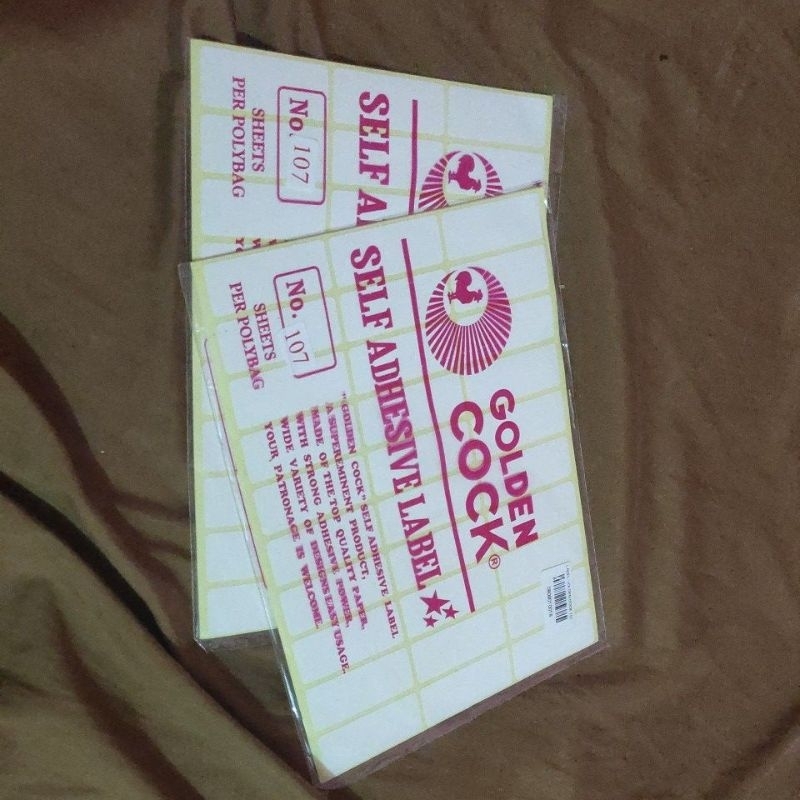 No. 107
SHEETS
PER POLYBAG
SELF
GOLDEN
COCK®
SELF ADHESIVE LABEL
No. 107
SHEETS
PER POLYBAG
"GOLDEN COCK" SELF ADHESIVE LABEL
A SUPEREMINENT PRODUCT;
MADE OF THE TOP QUALITY PAPER,
WITH STRONG ADHESIVE POWER,
WIDE VARIETY OF DESIGNS EASY USAGE.
YOUR PATRONAGE IS WELCOME